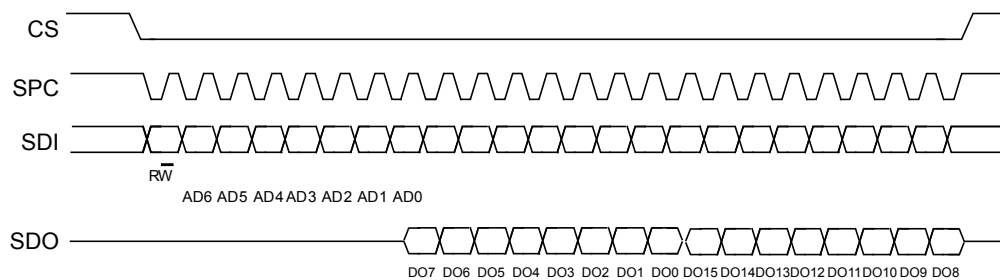 CS
SPC
SDI
RW
AD6 AD5 AD4 AD3 AD2 AD1 AD0
SDO
DO7 DO6 DO5 DO4 DO3 DO2 DO1 DO0 DO15 DO14 DO13 DO12 DO11 DO10 DO9 DO8